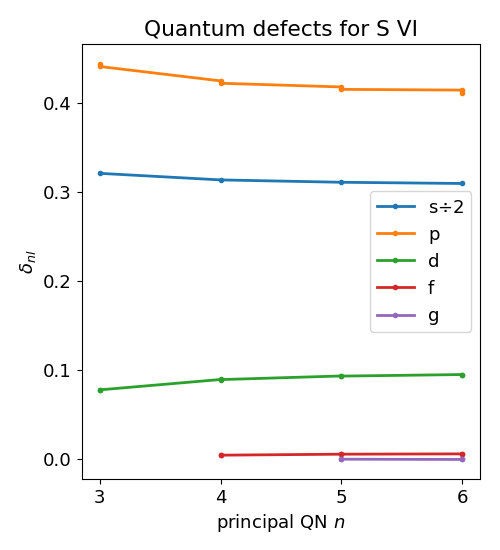 Quantum defects for S VI
0.4
0.3
0.2
0.1
0.0
δnl
s÷2
p
d
f
g
3 4 5 6
principal QN n